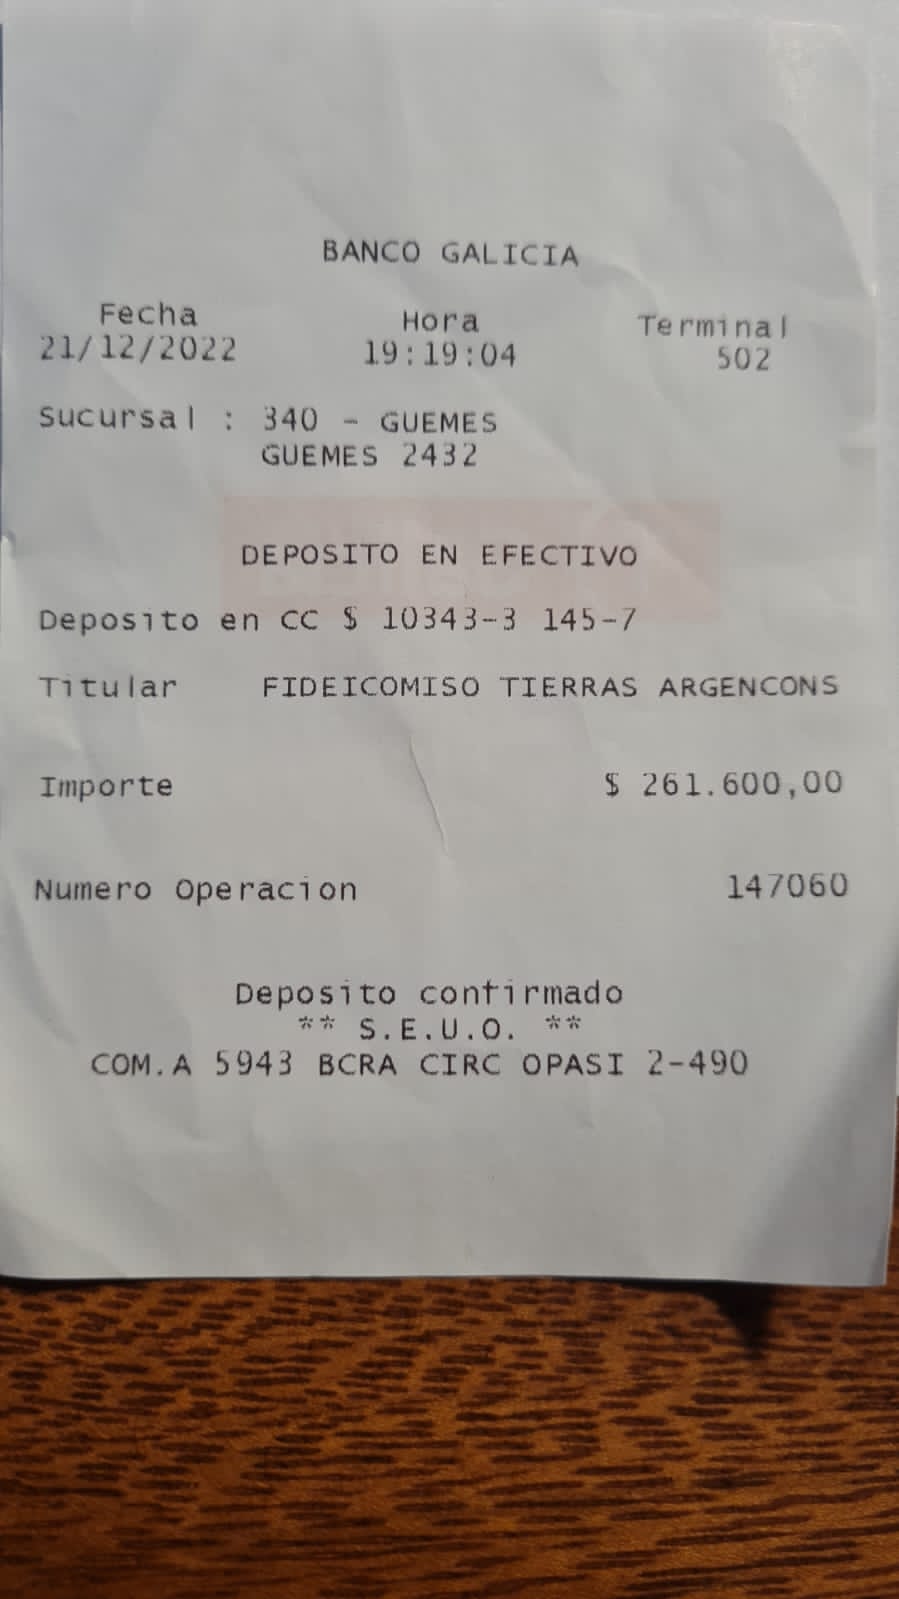 BANCO GALICIA
Fecha Hora Terminal
21/12/2022 19:19:04 502
Sucursal : 340 - GUEMES
GUEMES 2432
DEPOSITO EN EFECTIVO
Deposito en CC $ 10343-3 145-7
Titular FIDEICOMISO TIERRAS ARGENCONS
Importe $ 261.600,00
Numero Operacion 147060
Deposito confirmado
** S.E.U.O. **
COM.A 5943 BCRA CIRC OPASI 2-490